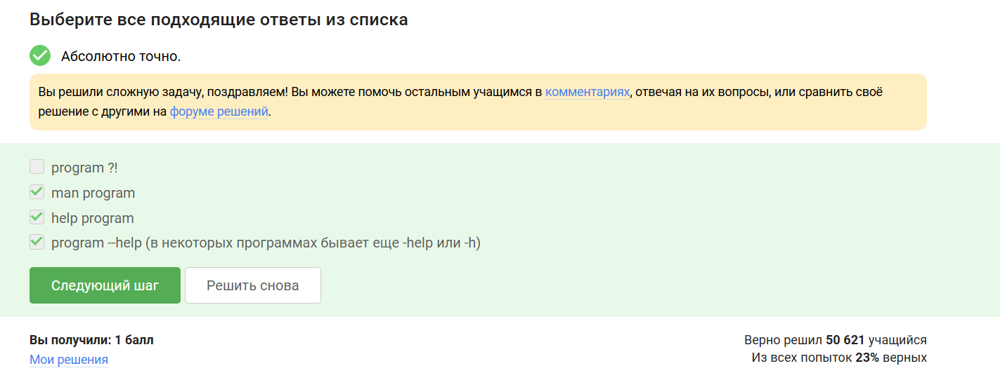 Выберите все подходящие ответы из списка
Абсолютно точно.
Вы решили сложную задачу, поздравляем! Вы можете помочь остальным учащимся в комментариях, отвечая на их вопросы, или сравнить своё
решение с другими на форуме решений.
program ?!
man program
help program
program --help (в некоторых программах бывает еще -help или -h)
Следующий шаг
Решить снова
Вы получили: 1 балл
Мои решения
Верно решил 50 621 учащийся
Из всех попыток 23% верных